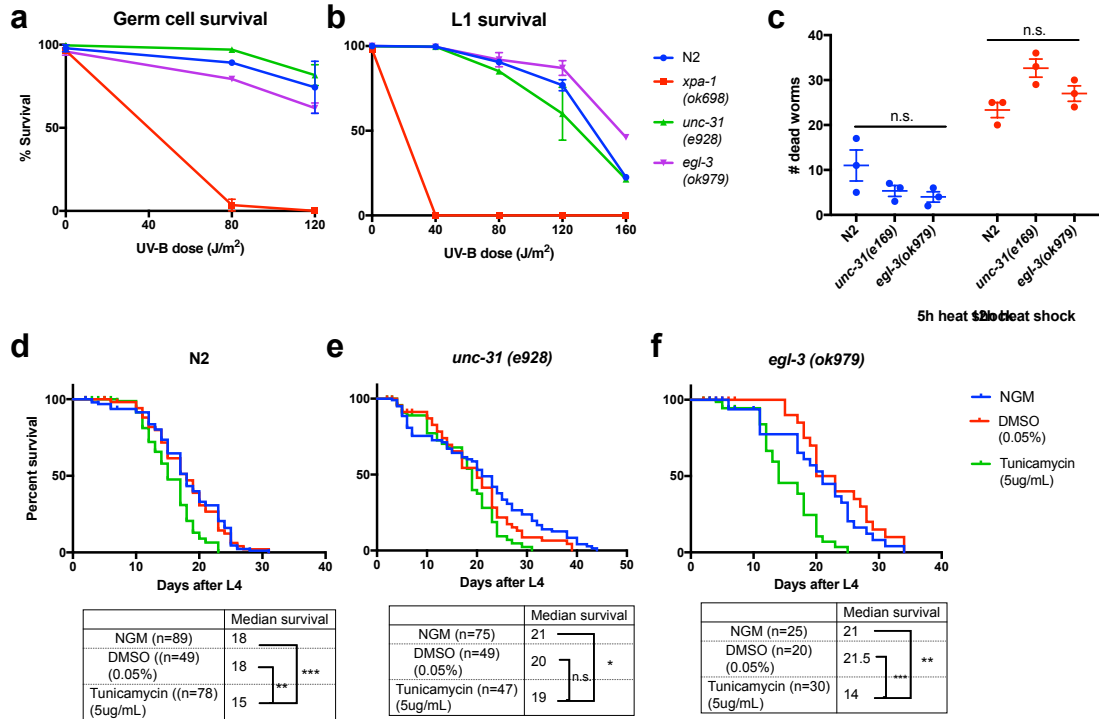 a
Germ cell survival
% Survival
100
50
0
0
40
80
120
UV-B dose (J/m²)
b
L1 survival
100
50
0
0
40
80
120
160
UV-B dose (J/m²)
N2
xpa-1
(ok698)
unc-31
(e928)
egl-3
(ok979)
c
# dead worms
40
30
20
10
0
n.s.
n.s.
N2
unc-31(e169)
egl-3(ok979)
N2
unc-31(e169)
egl-3(ok979)
5h heat shock
12h heat shock
d
N2
Percent survival
100
50
0
0
10
20
30
40
Days after L4
e
unc-31 (e928)
100
50
0
0
10
20
30
40
50
Days after L4
f
egl-3 (ok979)
100
50
0
0
10
20
30
40
Days after L4
NGM
DMSO
(0.05%)
Tunicamycin
(5ug/mL)
Median survival
NGM (n=89)
18
DMSO ((n=49)
(0.05%)
18
Tunicamycin ((n=78)
(5ug/mL)
15
**
***
Median survival
NGM (n=75)
21
DMSO (n=49)
(0.05%)
20
Tunicamycin (n=47)
(5ug/mL)
19
n.s.
*
Median survival
NGM (n=25)
21
DMSO (n=20)
(0.05%)
21.5
Tunicamycin (n=30)
(5ug/mL)
14
***
**